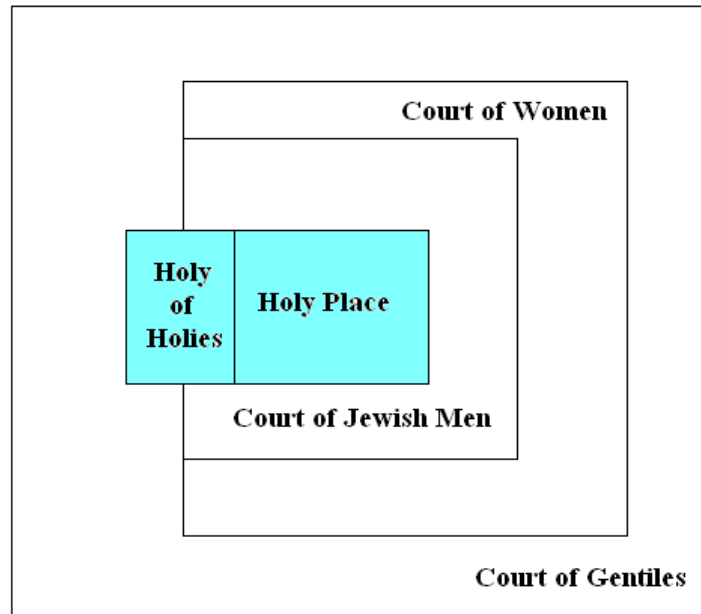 Court of Women
Holy
of
Holies
Holy Place
Court of Jewish Men
Court of Gentiles